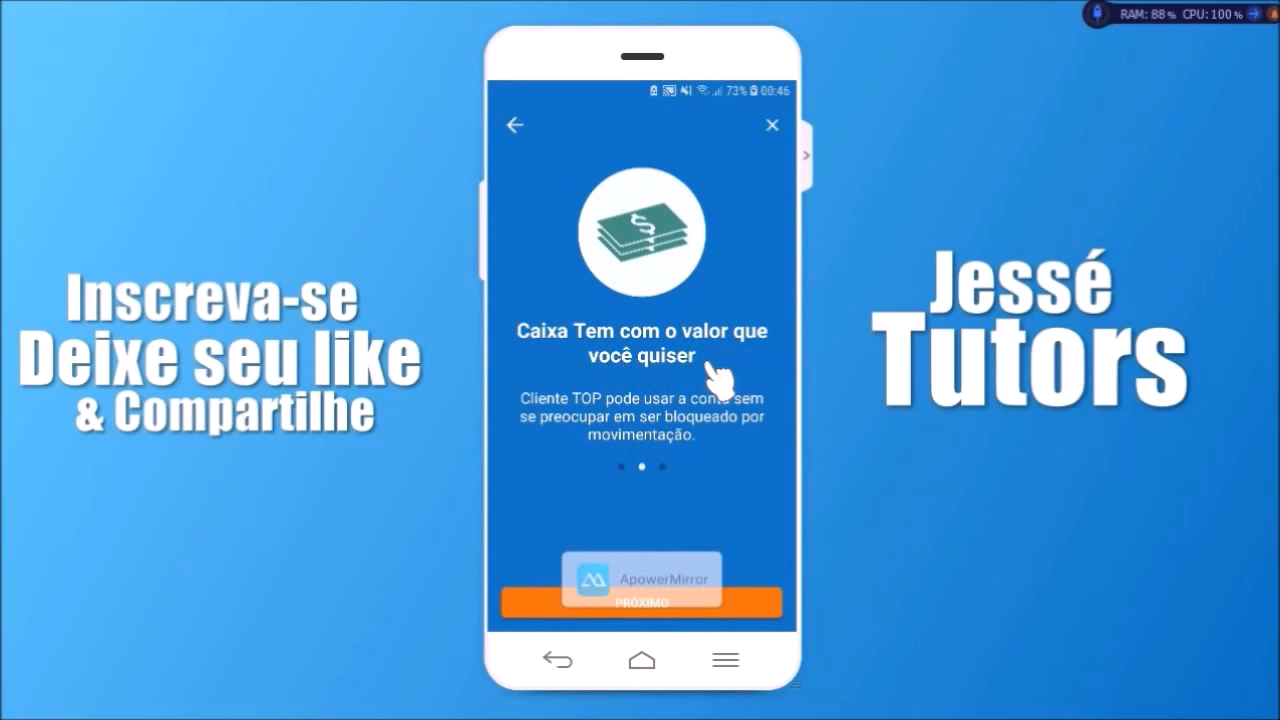 RAM: 88% CPU: 100%
73% 00:46
Inscreva-se
Deixe seu like
& Compartilhe
Caixa Tem com o valor que
você quiser
Cliente TOP pode usar a conta sem
se preocupar em ser bloqueado por
movimentação.
ApowerMirror
PRÓXIMO
Jessé
Tutors